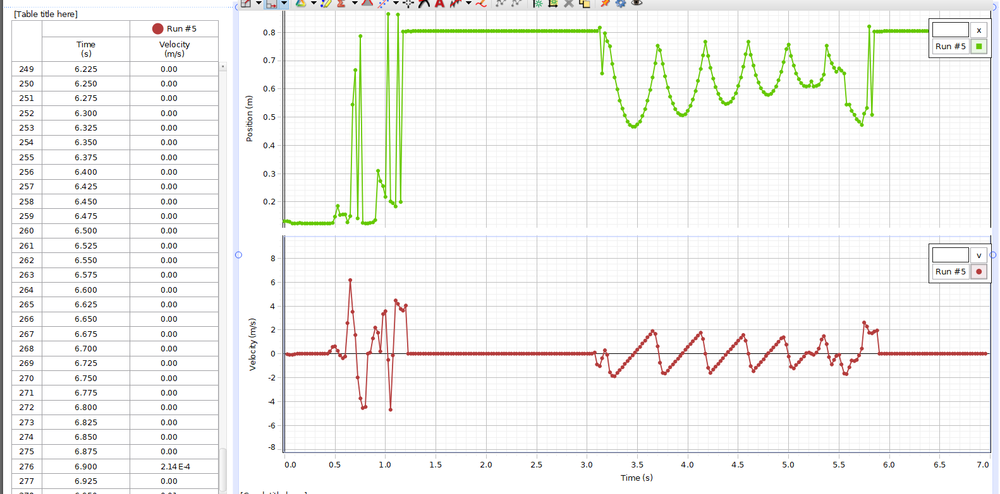 [Table title here]
Run #5
Time (s) Velocity (m/s)
249 6.225 0.00
250 6.250 0.00
251 6.275 0.00
252 6.300 0.00
253 6.325 0.00
254 6.350 0.00
255 6.375 0.00
256 6.400 0.00
257 6.425 0.00
258 6.450 0.00
259 6.475 0.00
260 6.500 0.00
261 6.525 0.00
262 6.550 0.00
263 6.575 0.00
264 6.600 0.00
265 6.625 0.00
266 6.650 0.00
267 6.675 0.00
268 6.700 0.00
269 6.725 0.00
270 6.750 0.00
271 6.775 0.00
272 6.800 0.00
273 6.825 0.00
274 6.850 0.00
275 6.875 0.00
276 6.900 2.14 E-4
277 6.925 0.00
Position (m)
0.8
0.7
0.6
0.5
0.4
0.3
0.2
x
Run #5
Velocity (m/s)
8
6
4
2
0
-2
-4
-6
-8
v
Run #5
0.0 0.5 1.0 1.5 2.0 2.5 3.0 3.5 4.0 4.5 5.0 5.5 6.0 6.5 7.0
Time (s)